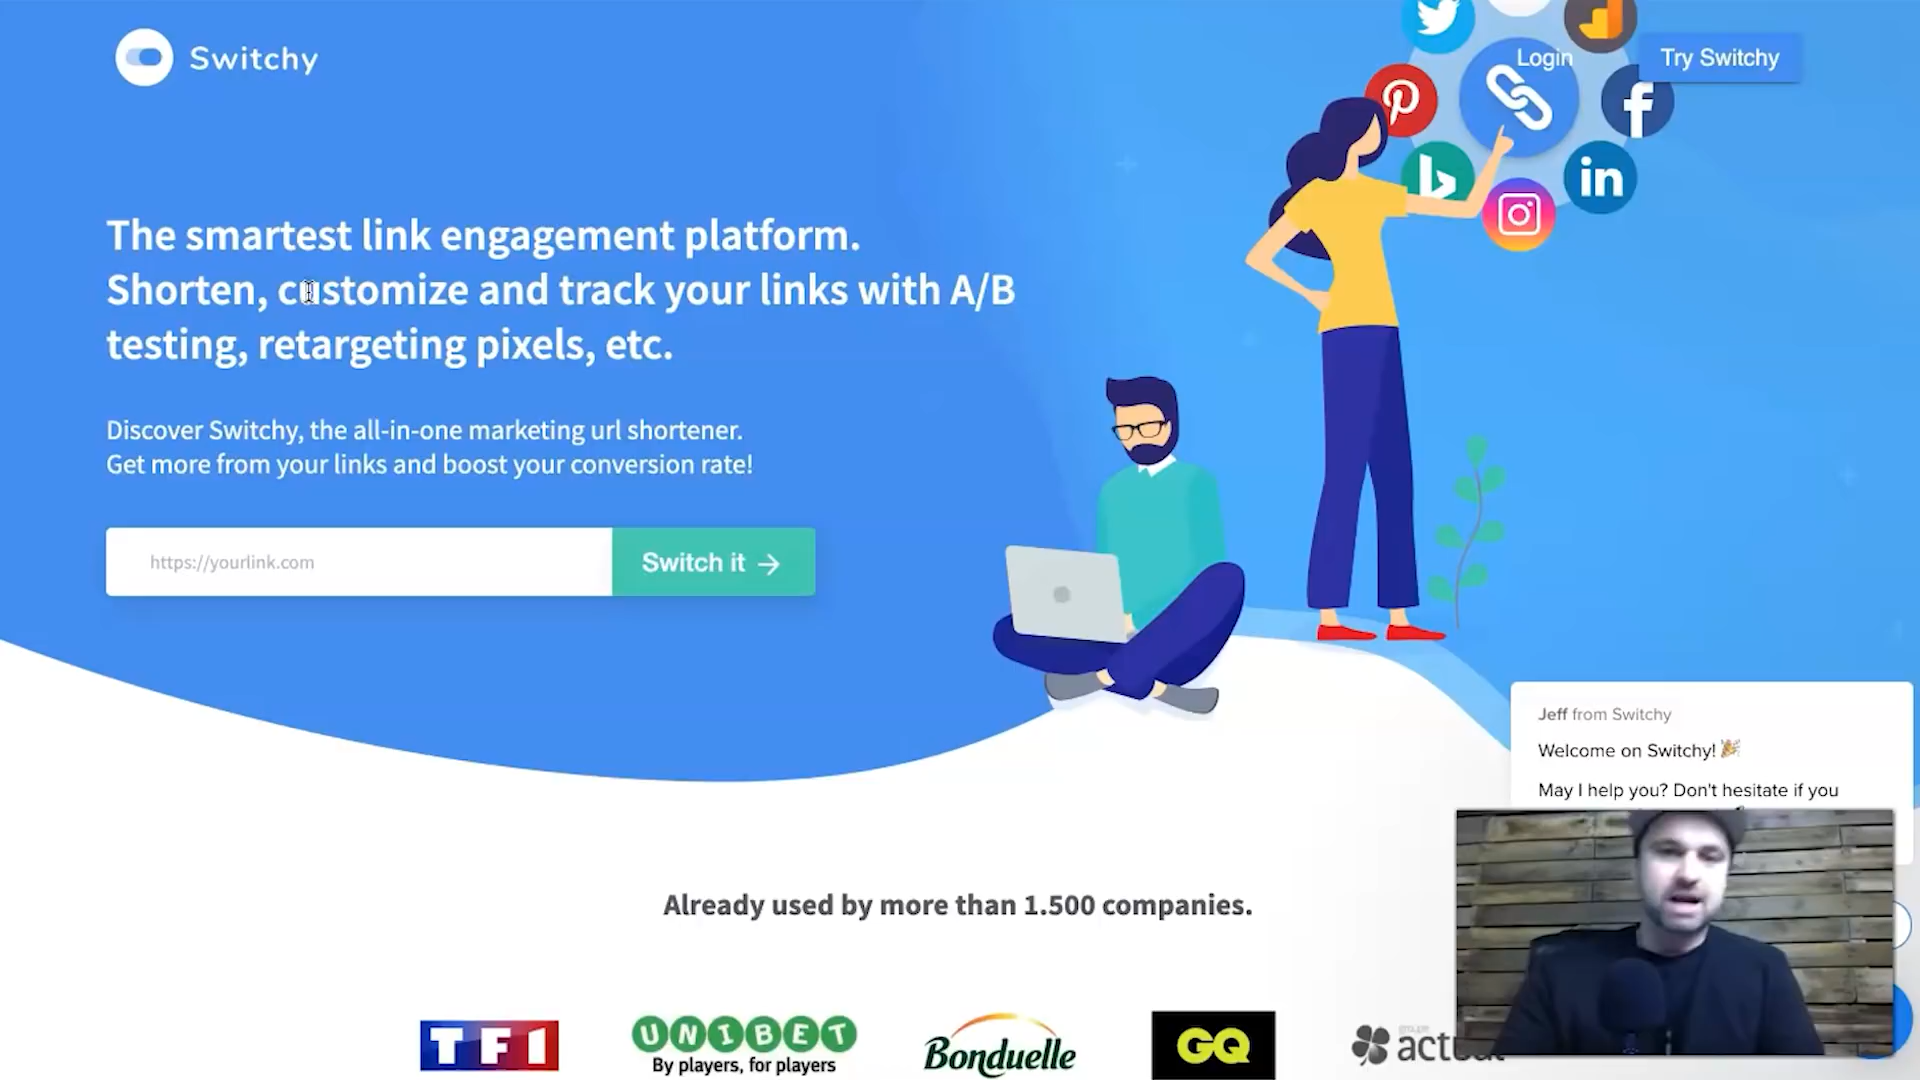 Switchy
Login
Try Switchy
The smartest link engagement platform.
Shorten, customize and track your links with A/B
testing, retargeting pixels, etc.
Discover Switchy, the all-in-one marketing url shortener.
Get more from your links and boost your conversion rate!
https://yourlink.com
Switch it
Jeff from Switchy
Welcome on Switchy!
May I help you? Don't hesitate if you
Already used by more than 1.500 companies.
TF1
UNIBET
By players, for players
Bonduelle
GQ
groupe